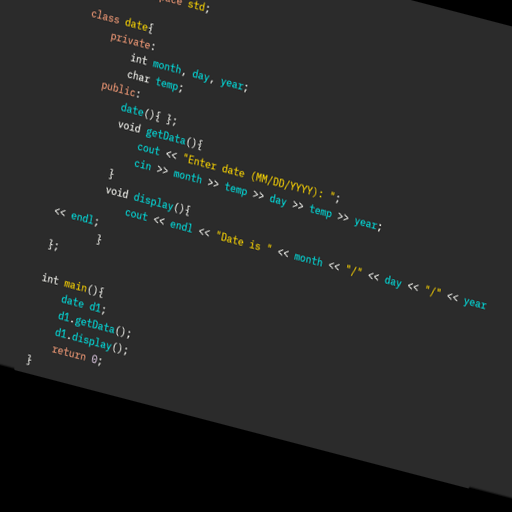 std;
class date{
private:
int month, day, year;
char temp;
public:
date(){ };
void getData(){
cout << "Enter date (MM/DD/YYYY): ";
cin >> month >> temp >> day >> temp >> year;
}
void display(){
cout << endl << "Date is " << month << "/" << day << "/" << year
<< endl;
}
};
int main(){
date d1;
d1.getData();
d1.display();
return 0;
}